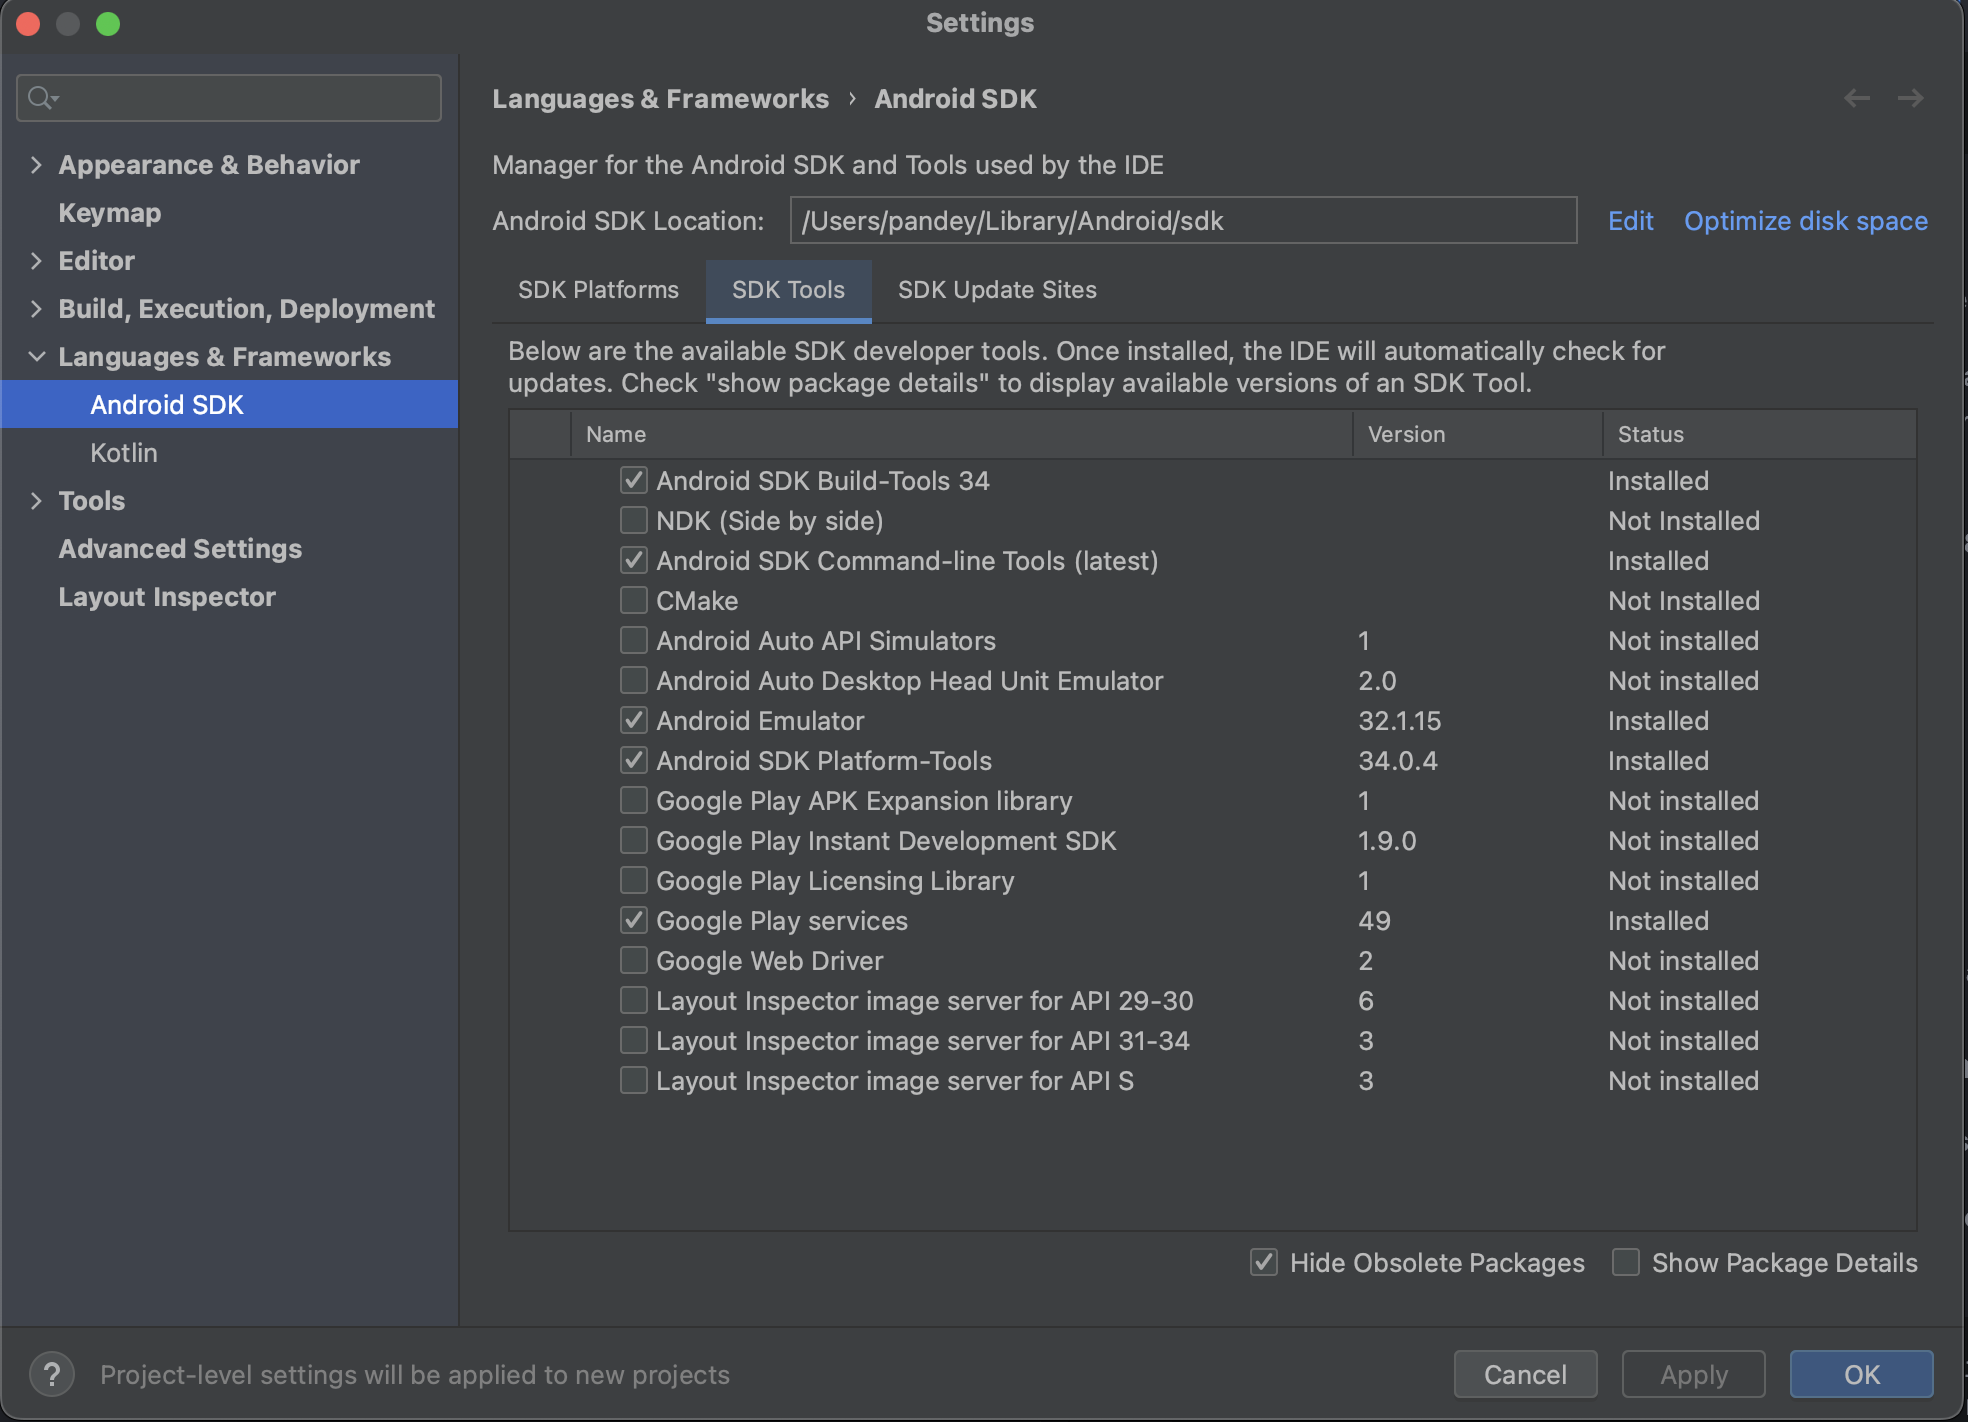 Settings
Appearance & Behavior
Keymap
Editor
Build, Execution, Deployment
Languages & Frameworks
Android SDK
Kotlin
Tools
Advanced Settings
Layout Inspector
Languages & Frameworks › Android SDK
Manager for the Android SDK and Tools used by the IDE
Android SDK Location: /Users/pandey/Library/Android/sdk Edit Optimize disk space
SDK Platforms SDK Tools SDK Update Sites
Below are the available SDK developer tools. Once installed, the IDE will automatically check for
updates. Check "show package details" to display available versions of an SDK Tool.
Name Version Status
Android SDK Build-Tools 34 Installed
NDK (Side by side) Not Installed
Android SDK Command-line Tools (latest) Installed
CMake Not Installed
Android Auto API Simulators 1 Not installed
Android Auto Desktop Head Unit Emulator 2.0 Not installed
Android Emulator 32.1.15 Installed
Android SDK Platform-Tools 34.0.4 Installed
Google Play APK Expansion library 1 Not installed
Google Play Instant Development SDK 1.9.0 Not installed
Google Play Licensing Library 1 Not installed
Google Play services 49 Installed
Google Web Driver 2 Not installed
Layout Inspector image server for API 29-30 6 Not installed
Layout Inspector image server for API 31-34 3 Not installed
Layout Inspector image server for API S 3 Not installed
Hide Obsolete Packages Show Package Details
? Project-level settings will be applied to new projects Cancel Apply OK